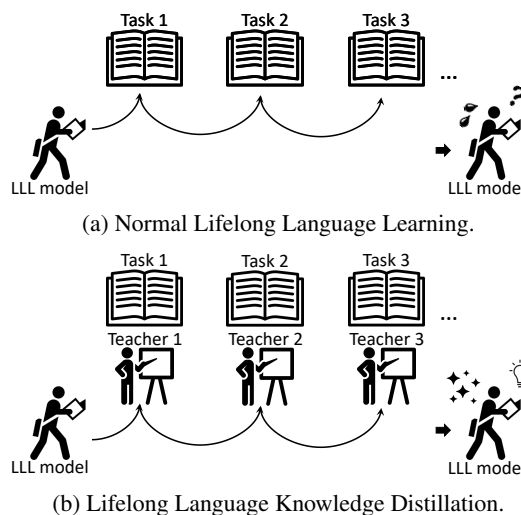 Task 1 Task 2 Task 3
...
?
LLL model LLL model
(a) Normal Lifelong Language Learning.
Task 1 Task 2 Task 3
...
Teacher 1 Teacher 2 Teacher 3
LLL model LLL model
(b) Lifelong Language Knowledge Distillation.